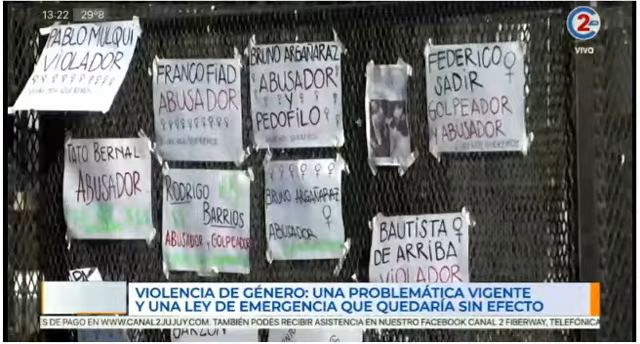 13:22 29°8
2
VIVO
PABLO MULQUI
VIOLADOR
FRANCO FIAD
ABUSADOR
BRUNO ARGAÑARAZ
ABUSADOR
Y
PEDOFILO
FEDERICO
SADIR
GOLPEADOR
Y ABUSADOR
TATO BERNAL
ABUSADOR
RODRIGO
BARRIOS
ABUSADOR Y GOLPEADOR
BRUNO ARGAÑARAZ
ABUSADOR
BAUTISTA
DE ARRIBA
VIOLADOR
VIOLENCIA DE GÉNERO: UNA PROBLEMÁTICA VIGENTE
Y UNA LEY DE EMERGENCIA QUE QUEDARÍA SIN EFECTO
ES DE PAGO EN WWW.CANAL2JUJUY.COM. TAMBIÉN PODÉS RECIBIR ASISTENCIA EN NUESTRO FACEBOOK CANAL 2 FIBERWAY, TELEFÓNICA